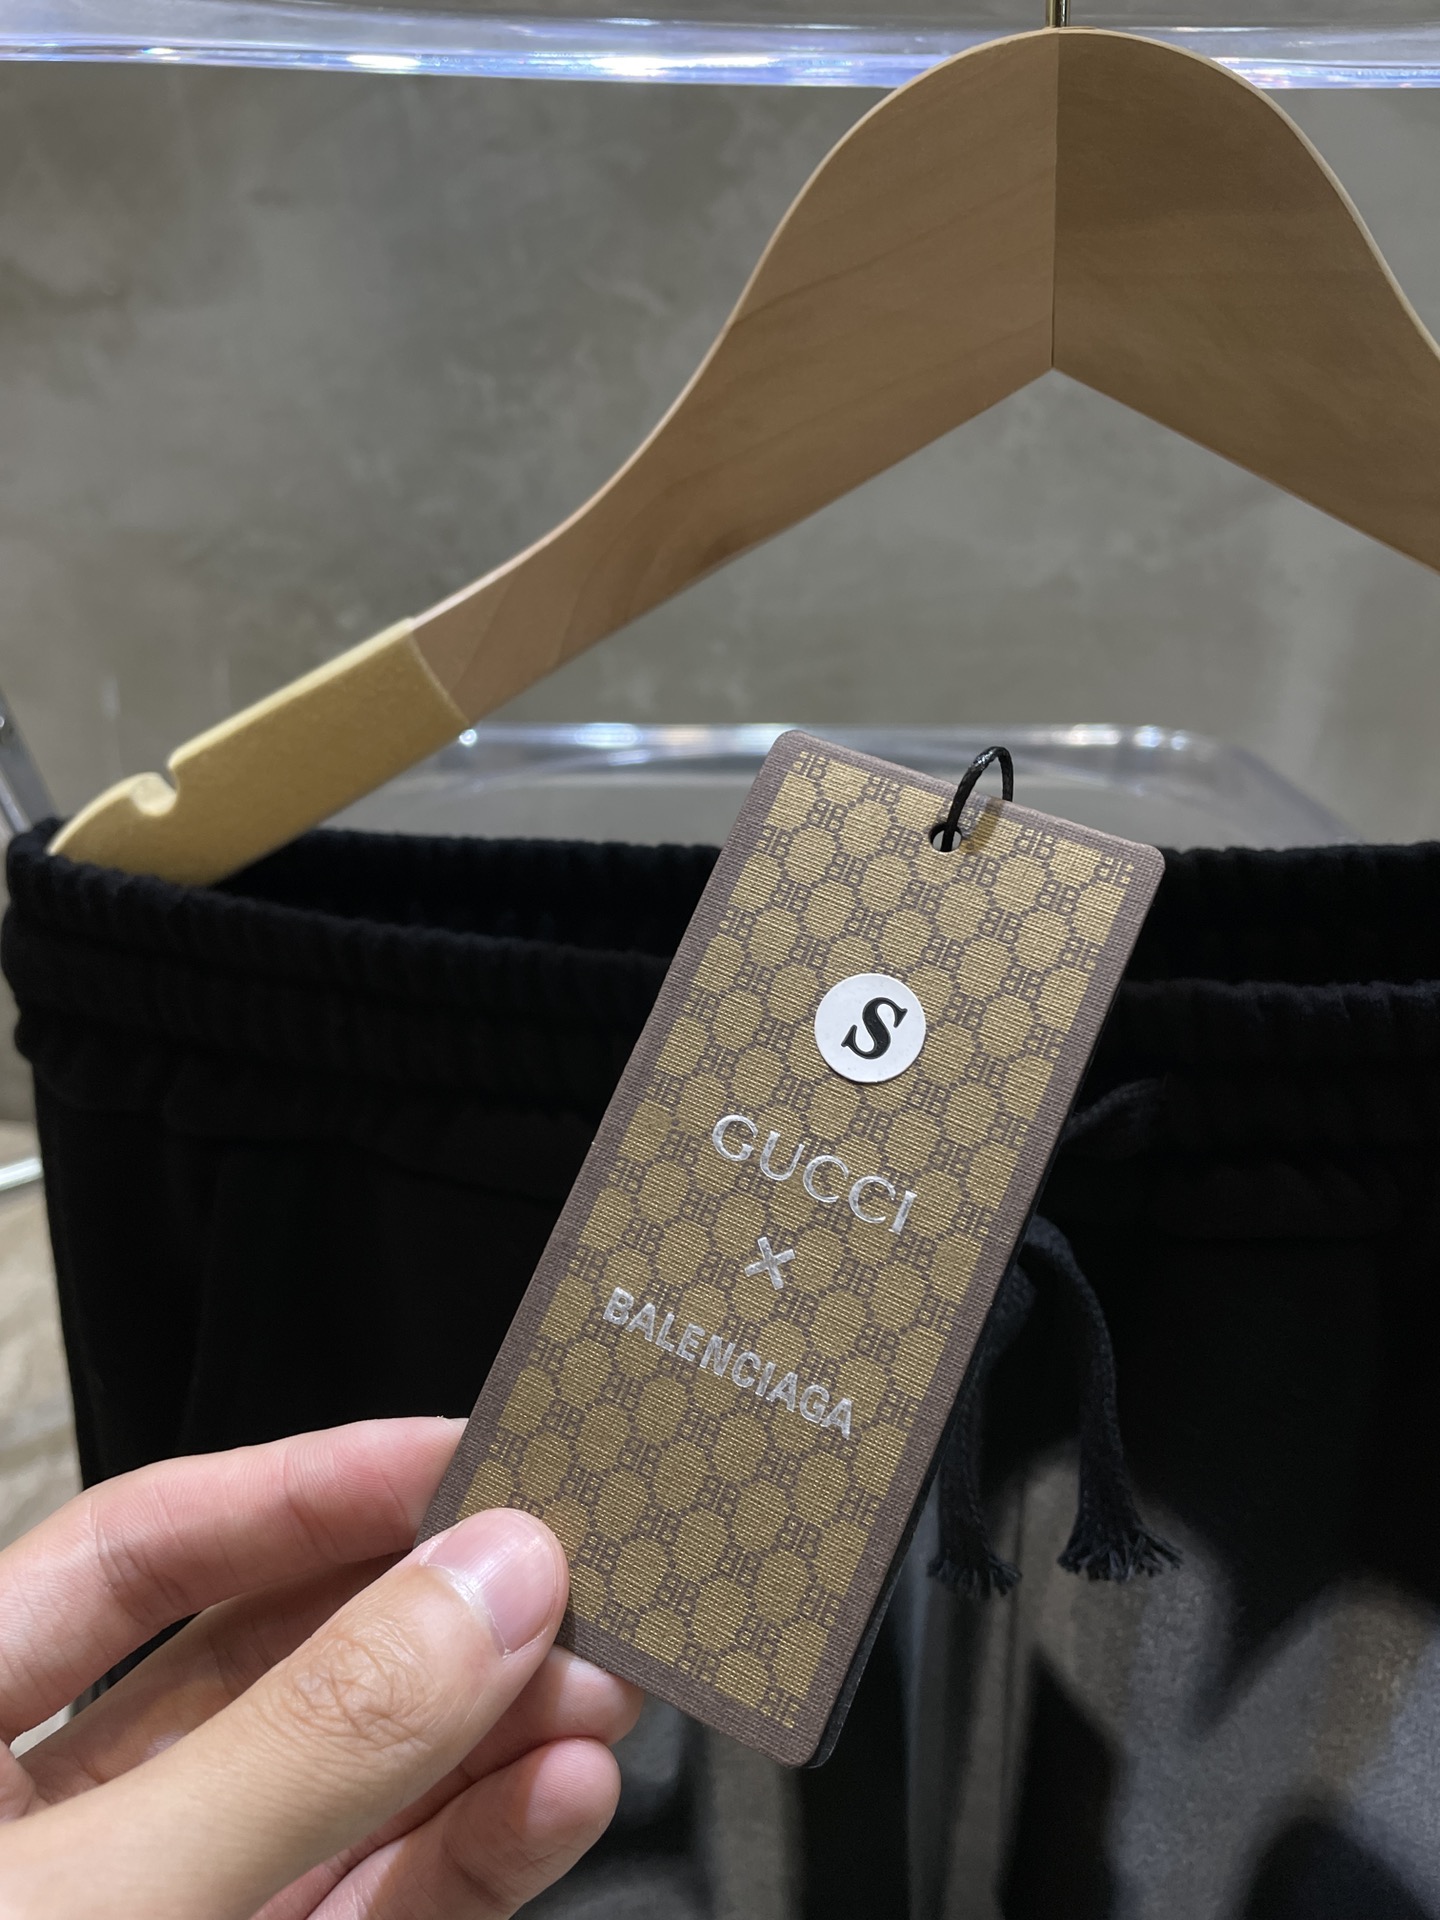 S
GUCCI
×
BALENCIAGA